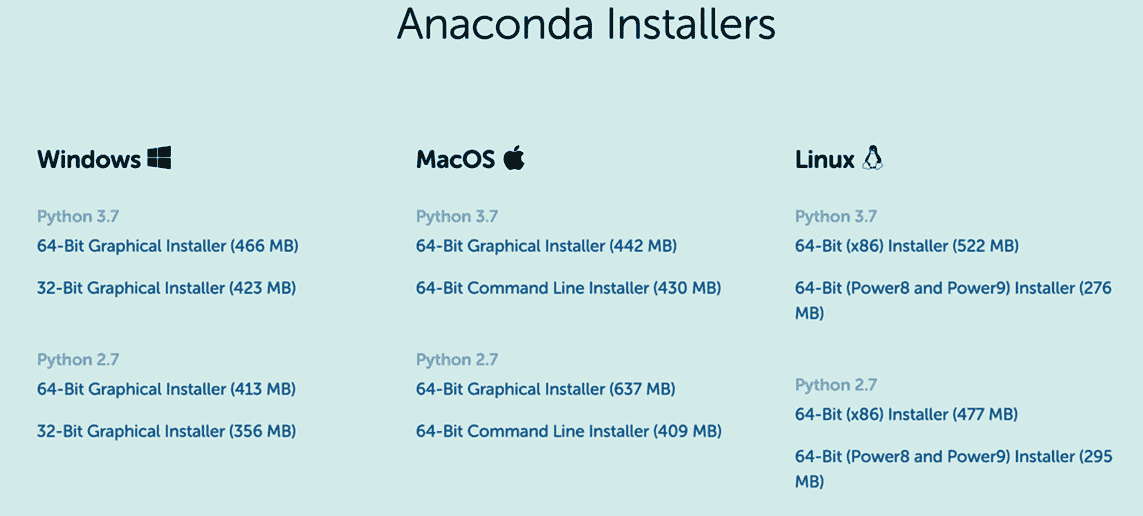 Anaconda Installers
Windows
Python 3.7
64-Bit Graphical Installer (466 MB)
32-Bit Graphical Installer (423 MB)
Python 2.7
64-Bit Graphical Installer (413 MB)
32-Bit Graphical Installer (356 MB)
MacOS
Python 3.7
64-Bit Graphical Installer (442 MB)
64-Bit Command Line Installer (430 MB)
Python 2.7
64-Bit Graphical Installer (637 MB)
64-Bit Command Line Installer (409 MB)
Linux
Python 3.7
64-Bit (x86) Installer (522 MB)
64-Bit (Power8 and Power9) Installer (276
MB)
Python 2.7
64-Bit (x86) Installer (477 MB)
64-Bit (Power8 and Power9) Installer (295
MB)